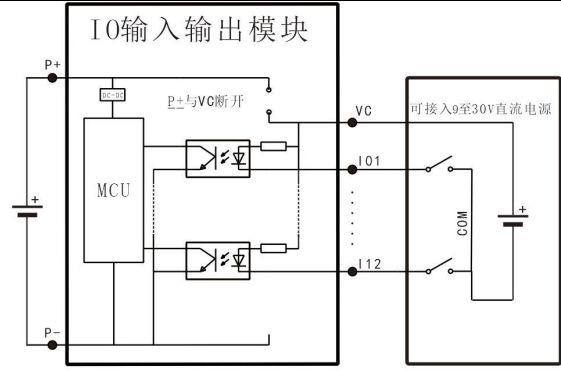 IO输入输出模块
P+
DC-DC
P+与VC断开
VC
可接入9至30V直流电源
+
MCU
IO1
+
COM
I12
P-